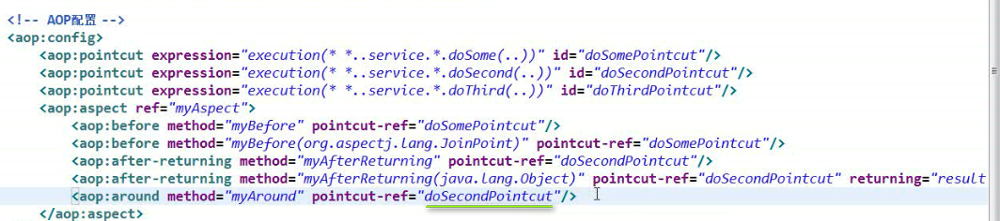 <!-- AOP配置 -->
<aop:config>
<aop:pointcut expression="execution(* *..service.*.doSome(..))" id="doSomePointcut"/>
<aop:pointcut expression="execution(* *..service.*.doSecond(..))" id="doSecondPointcut"/>
<aop:pointcut expression="execution(* *..service.*.doThird(..))" id="doThirdPointcut"/>
<aop:aspect ref="myAspect">
<aop:before method="myBefore" pointcut-ref="doSomePointcut"/>
<aop:before method="myBefore(org.aspectj.lang.JoinPoint)" pointcut-ref="doSomePointcut"/>
<aop:after-returning method="myAfterReturning" pointcut-ref="doSecondPointcut"/>
<aop:after-returning method="myAfterReturning(java.lang.Object)" pointcut-ref="doSecondPointcut" returning="result
<aop:around method="myAround" pointcut-ref="doSecondPointcut"/>
</aop:aspect>